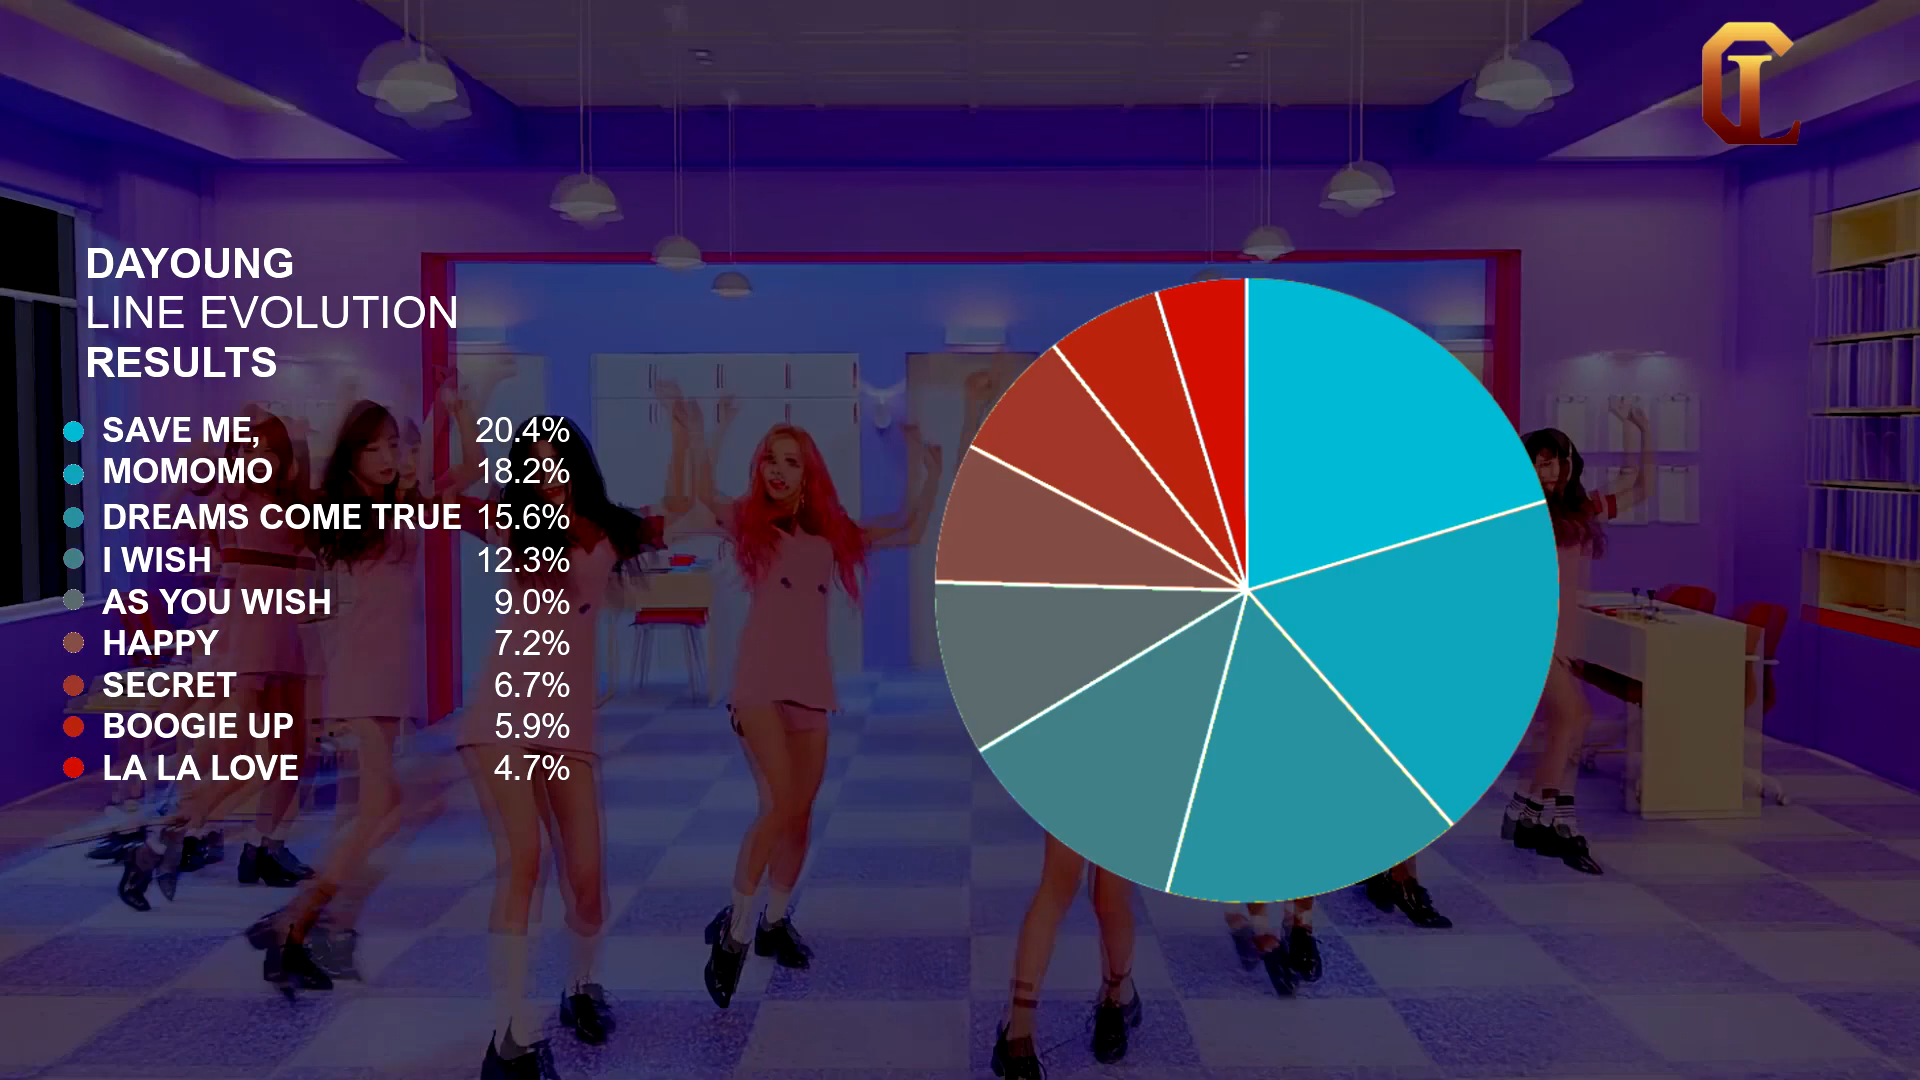 DAYOUNG
LINE EVOLUTION
RESULTS
SAVE ME, 20.4%
MOMOMO 18.2%
DREAMS COME TRUE 15.6%
I WISH 12.3%
AS YOU WISH 9.0%
HAPPY 7.2%
SECRET 6.7%
BOOGIE UP 5.9%
LA LA LOVE 4.7%